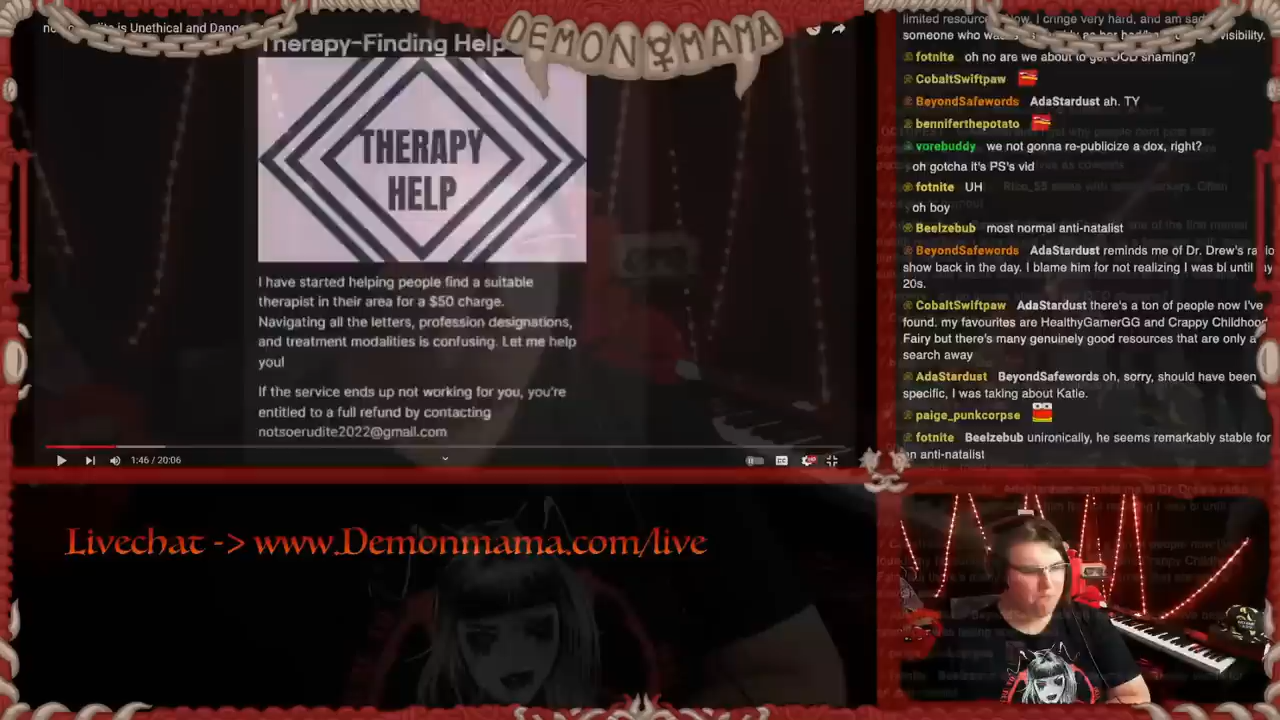 DEMON MAMA
Therapy-Finding Help
THERAPY
HELP
I have started helping people find a suitable
therapist in their area for a $50 charge.
Navigating all the letters, profession designations,
and treatment modalities is confusing. Let me help
you!
If the service ends up not working for you, you're
entitled to a full refund by contacting
notsoerudite2022@gmail.com
1:46 / 20:06
Livechat -> www.Demonmama.com/live
someone who
visibility.
fotnite oh no are we about to get OCD shaming?
CobaltSwiftpaw
BeyondSafewords AdaStardust ah. TY
benniferthepotato
vorebuddy we not gonna re-publicize a dox, right?
oh gotcha it's PS's vid
fotnite UH
oh boy
Beelzebub most normal anti-natalist
BeyondSafewords AdaStardust reminds me of Dr. Drew's radio
show back in the day. I blame him for not realizing I was bi until my
20s.
CobaltSwiftpaw AdaStardust there's a ton of people now I've
found. my favourites are HealthyGamerGG and Crappy Childhood
Fairy but there's many genuinely good resources that are only a
search away
AdaStardust BeyondSafewords oh, sorry, should have been
specific, I was taking about Katie.
paige_punkcorpse
fotnite Beelzebub unironically, he seems remarkably stable for
an anti-natalist